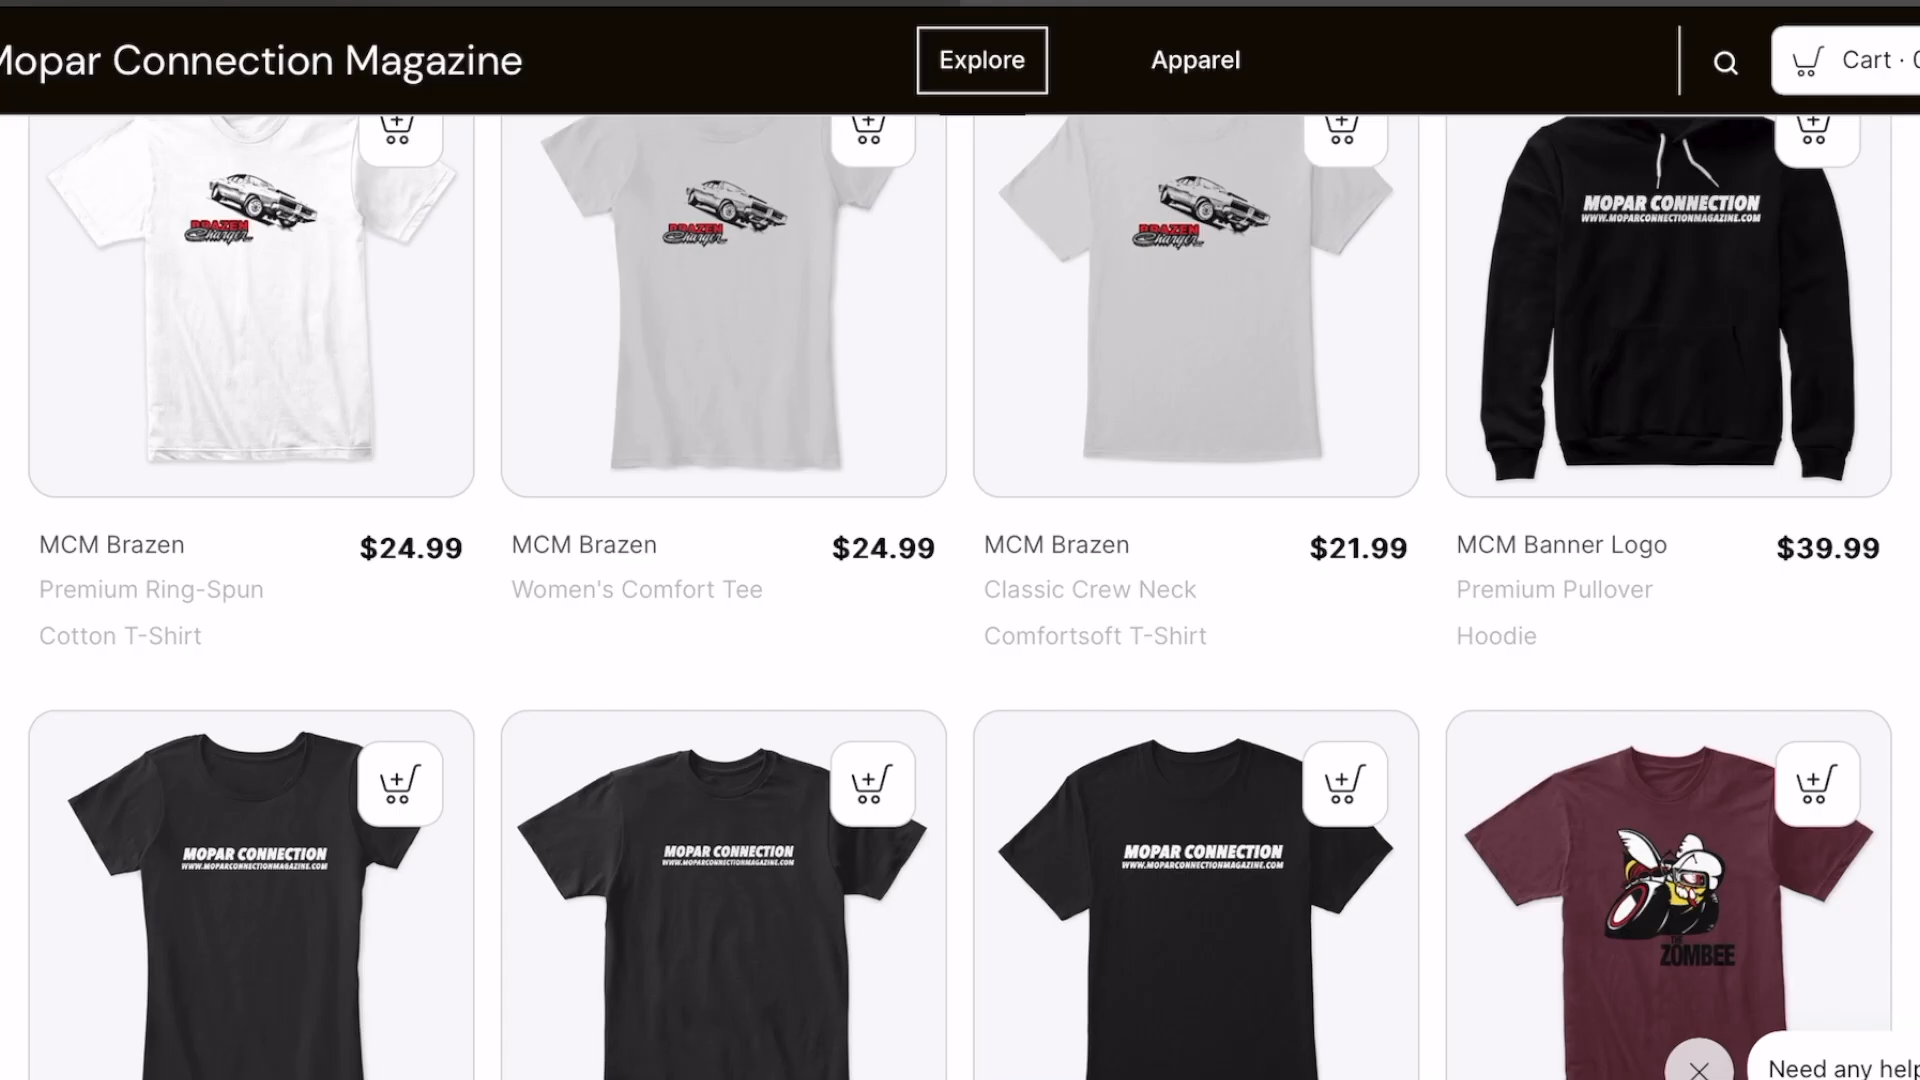 Mopar Connection Magazine
Explore
Apparel
Cart · 0
BRAZEN
Charger
BRAZEN
Charger
BRAZEN
Charger
MOPAR CONNECTION
WWW.MOPARCONNECTIONMAGAZINE.COM
MCM Brazen
$24.99
Premium Ring-Spun
Cotton T-Shirt
MCM Brazen
$24.99
Women's Comfort Tee
MCM Brazen
$21.99
Classic Crew Neck
Comfortsoft T-Shirt
MCM Banner Logo
$39.99
Premium Pullover
Hoodie
MOPAR CONNECTION
WWW.MOPARCONNECTIONMAGAZINE.COM
MOPAR CONNECTION
WWW.MOPARCONNECTIONMAGAZINE.COM
MOPAR CONNECTION
WWW.MOPARCONNECTIONMAGAZINE.COM
THE
ZOMBEE
Need any help